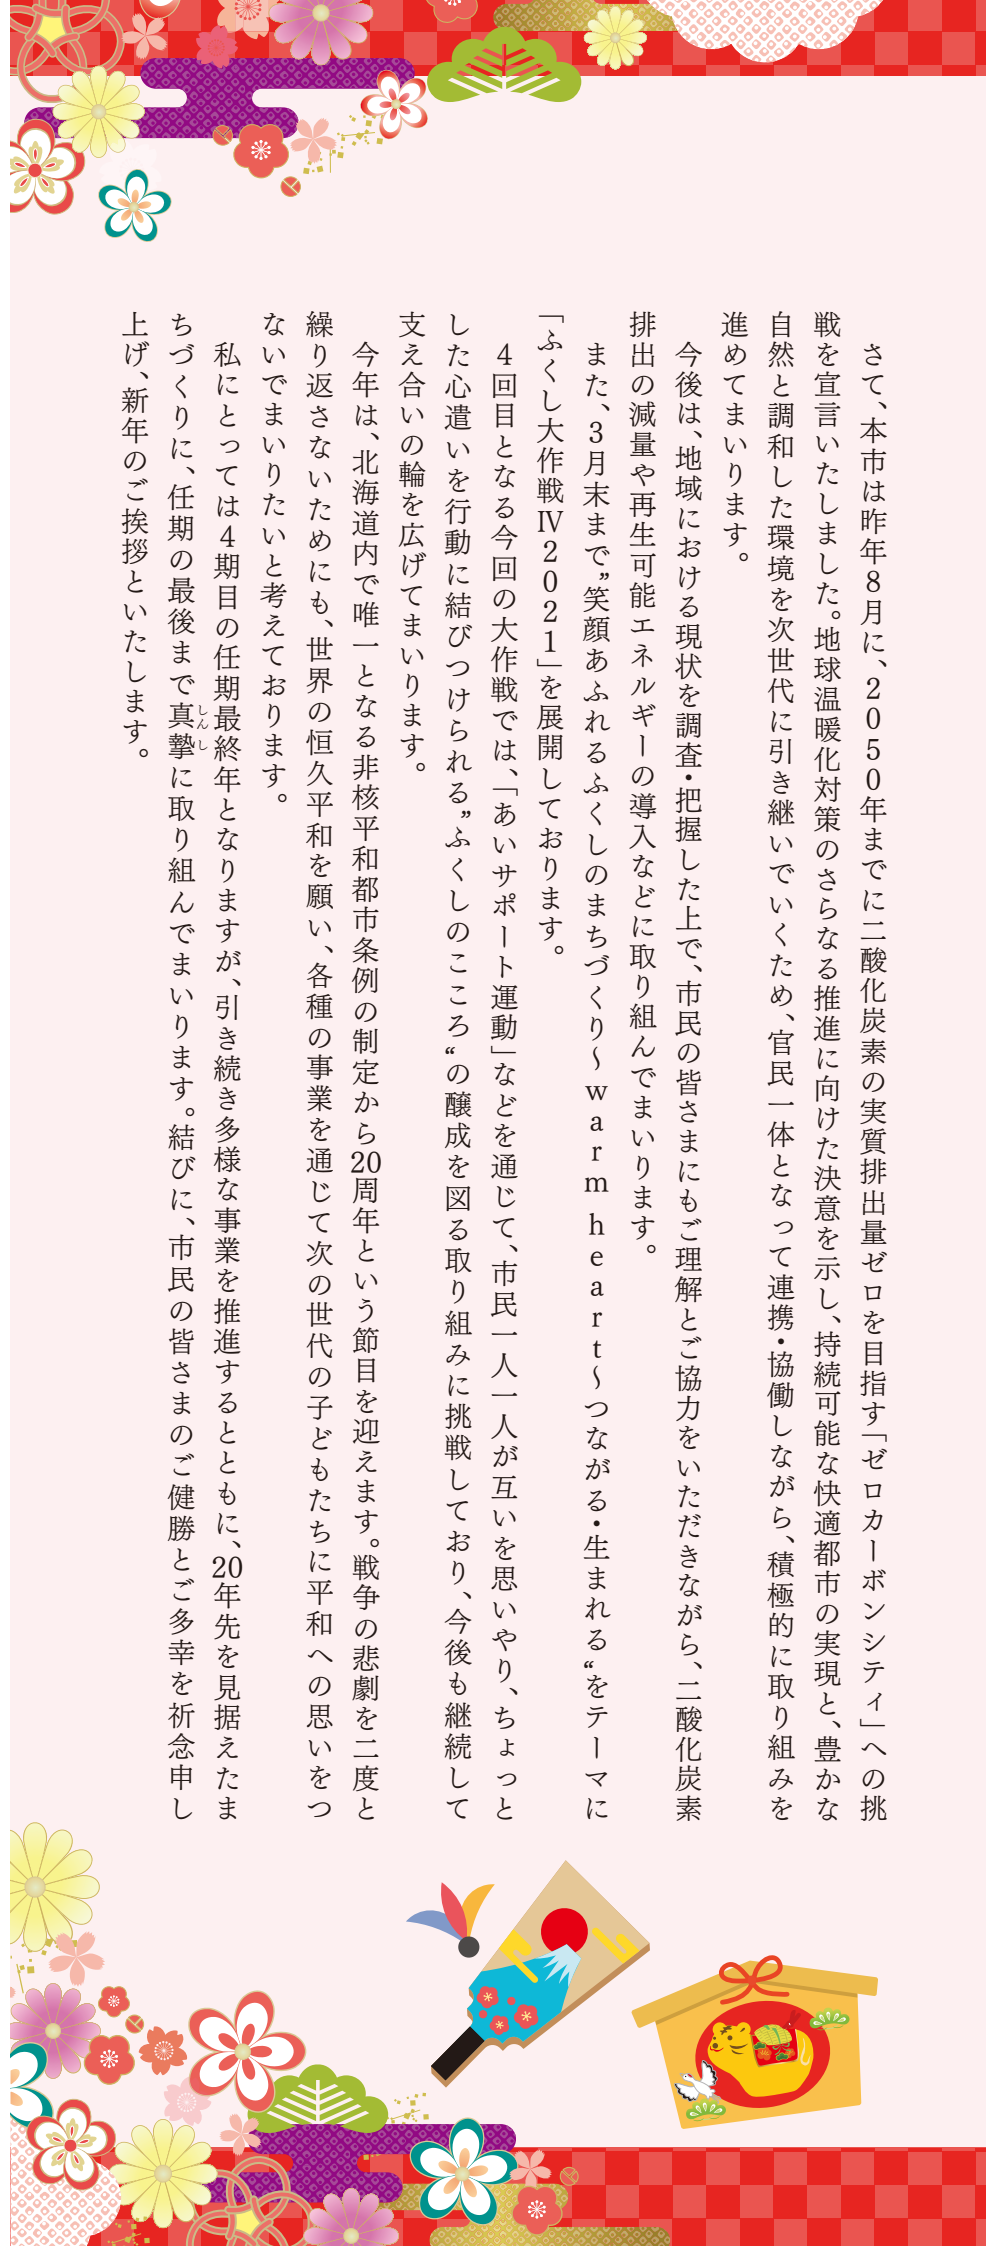 さて、本市は昨年８月に、２０５０年までに二酸化炭素の実質排出量ゼロを目指す「ゼロカーボンシティ」への挑
戦を宣言いたしました。地球温暖化対策のさらなる推進に向けた決意を示し、持続可能な快適都市の実現と、豊かな
自然と調和した環境を次世代に引き継いでいくため、官民一体となって連携・協働しながら、積極的に取り組みを
進めてまいります。
今後は、地域における現状を調査・把握した上で、市民の皆さまにもご理解とご協力をいただきながら、二酸化炭素
排出の減量や再生可能エネルギーの導入などに取り組んでまいります。
また、３月末まで〝笑顔あふれるふくしのまちづくり～ｗａｒｍ ｈｅａｒｔ～つながる・生まれる〟をテーマに
「ふくし大作戦Ⅳ２０２１」を展開しております。
４回目となる今回の大作戦では、「あいサポート運動」などを通じて、市民一人一人が互いを思いやり、ちょっと
した心遣いを行動に結びつけられる〝ふくしのこころ〟の醸成を図る取り組みに挑戦しており、今後も継続して
支え合いの輪を広げてまいります。
今年は、北海道内で唯一となる非核平和都市条例の制定から20周年という節目を迎えます。戦争の悲劇を二度と
繰り返さないためにも、世界の恒久平和を願い、各種の事業を通じて次の世代の子どもたちに平和への思いをつ
ないでまいりたいと考えております。
私にとっては４期目の任期最終年となりますが、引き続き多様な事業を推進するとともに、20年先を見据えたま
ちづくりに、任期の最後まで真摯しんしに取り組んでまいります。結びに、市民の皆さまのご健勝とご多幸を祈念申し
上げ、新年のご挨拶といたします。